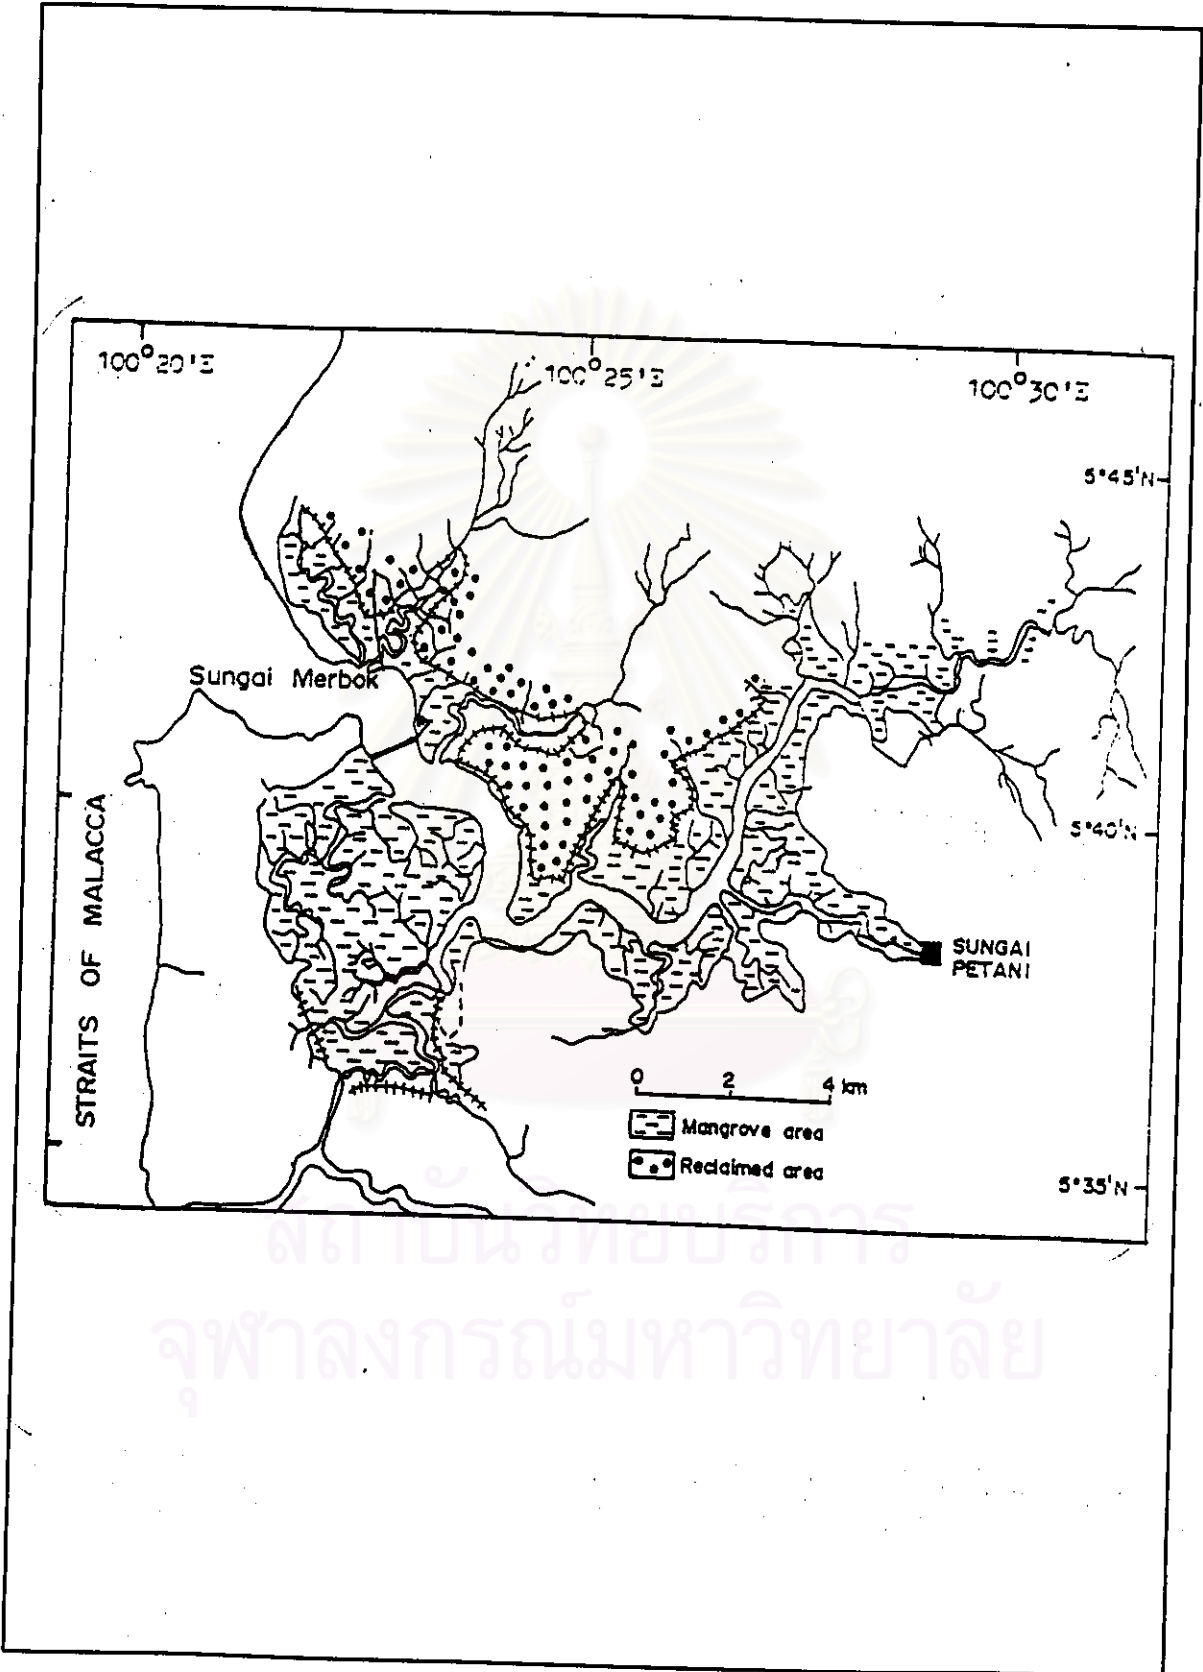 100°20'E
100°25'E
100°30'E
5°45'N
Sungai Merbok
STRAITS OF MALACCA
5°40'N
SUNGAI
PETANI
0 2 4 km
Mangrove area
Reclaimed area
5°35'N
สถาบันวิทยบริการ
จุฬาลงกรณ์มหาวิทยาลัย